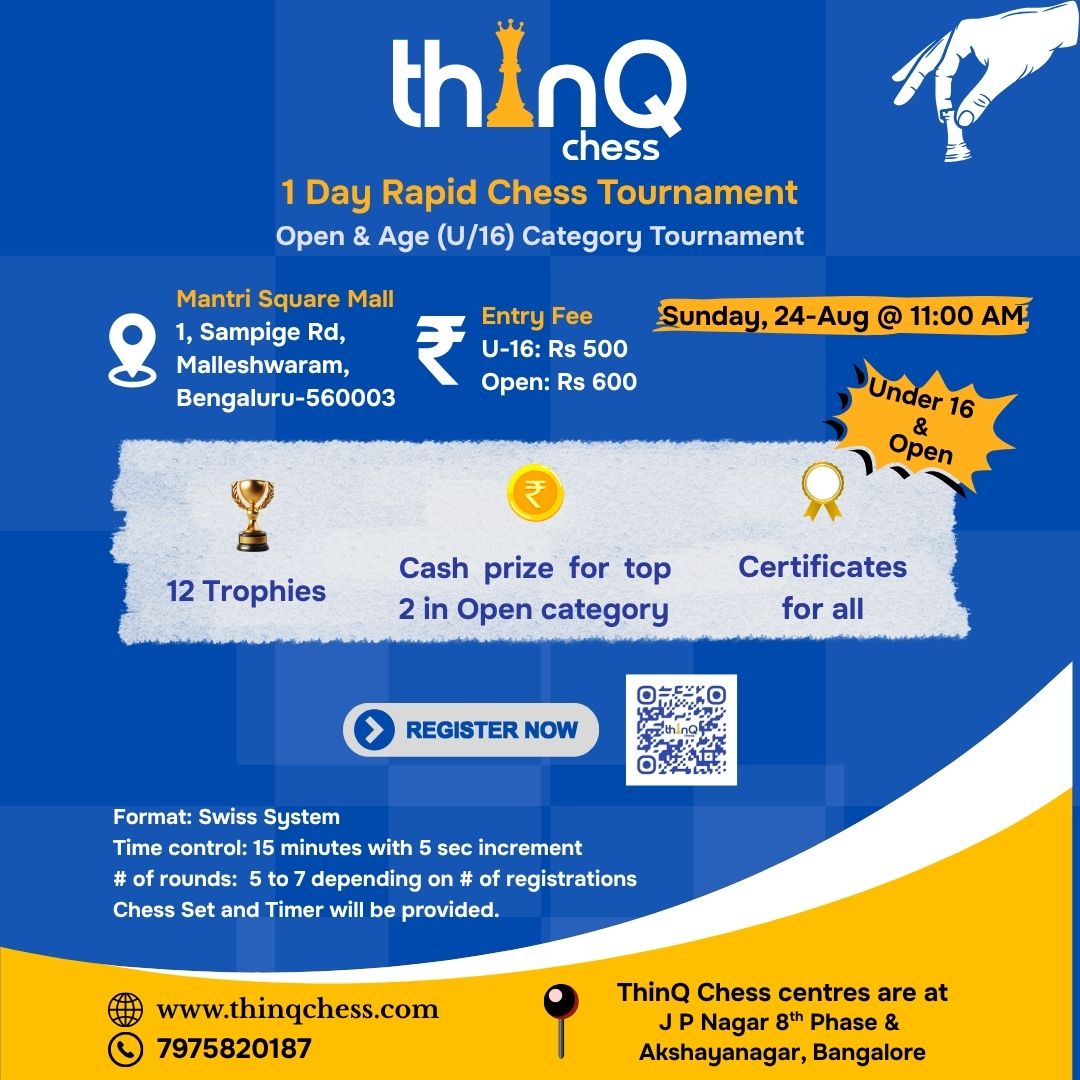 thinQ
chess
1 Day Rapid Chess Tournament
Open & Age (U/16) Category Tournament
Mantri Square Mall
1, Sampige Rd,
Malleshwaram,
Bengaluru-560003
₹
Entry Fee
U-16: Rs 500
Open: Rs 600
Sunday, 24-Aug @ 11:00 AM
Under 16
&
Open
12 Trophies
₹
Cash prize for top
2 in Open category
Certificates
for all
REGISTER NOW
thinQ
chess
Format: Swiss System
Time control: 15 minutes with 5 sec increment
# of rounds: 5 to 7 depending on # of registrations
Chess Set and Timer will be provided.
www.thinqchess.com
7975820187
ThinQ Chess centres are at
J P Nagar 8th Phase &
Akshayanagar, Bangalore